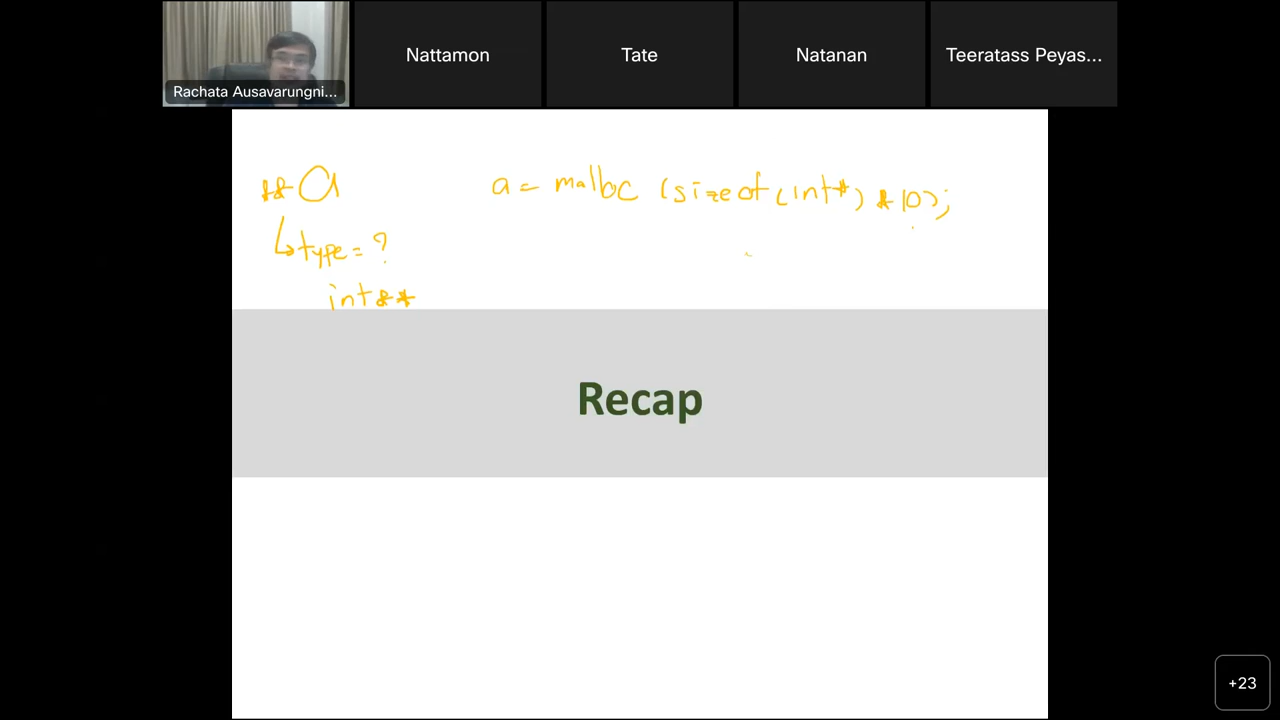 Rachata Ausavarungni...
Nattamon
Tate
Natanan
Teeratass Peyas...
**a
a = malloc (sizeof(int*) * 10);
↳ type = ?
int**
Recap
+23